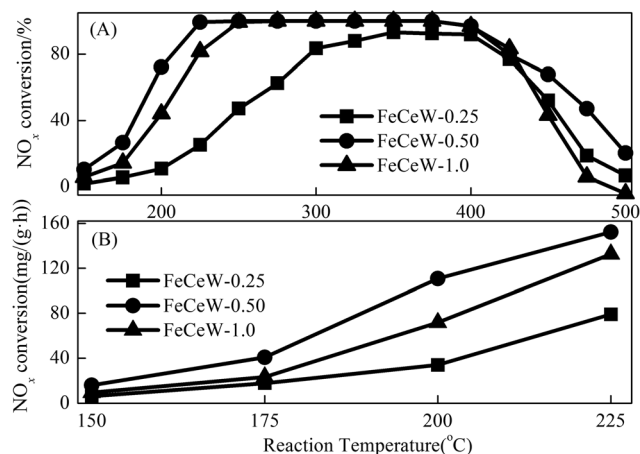 (A)
NOx conversion/%
80
40
0
FeCeW-0.25
FeCeW-0.50
FeCeW-1.0
200 300 400 500
(B)
NOx conversion(mg/(g·h))
160
120
80
40
0
FeCeW-0.25
FeCeW-0.50
FeCeW-1.0
150 175 200 225
Reaction Temperature(°C)